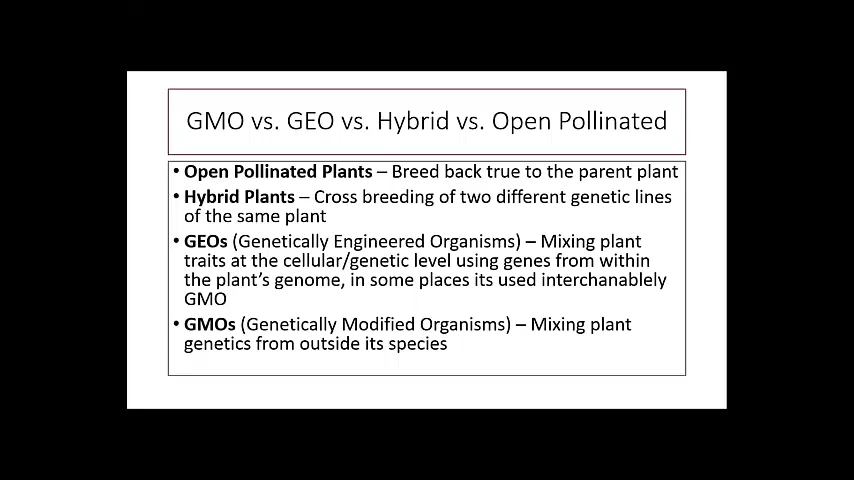 GMO vs. GEO vs. Hybrid vs. Open Pollinated
• Open Pollinated Plants – Breed back true to the parent plant
• Hybrid Plants – Cross breeding of two different genetic lines
of the same plant
• GEOs (Genetically Engineered Organisms) – Mixing plant
traits at the cellular/genetic level using genes from within
the plant's genome, in some places its used interchanablely
GMO
• GMOs (Genetically Modified Organisms) – Mixing plant
genetics from outside its species